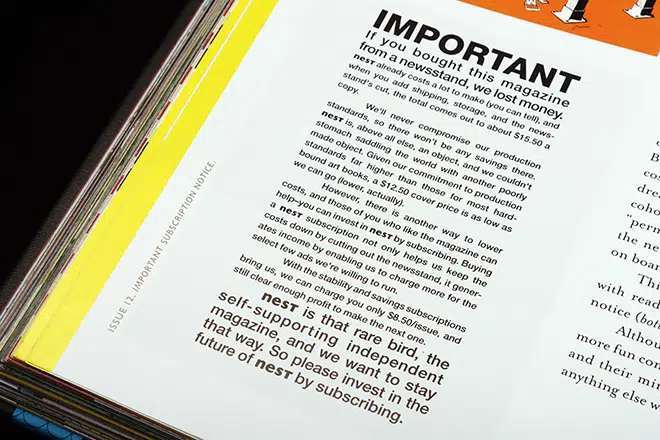 IMPORTANT
If you bought this magazine
from a newsstand, we lost money.
nest already costs a lot to make (you can tell), and
when you add shipping, storage, and the news-
stand's cut, the total comes out to about $15.50 a
copy.
We'll never compromise our production
standards, so there won't be any savings there.
nest is, above all else, an object, and we couldn't
stomach saddling the world with another poorly
made object. Given our commitment to production
standards far higher than those for most hard-
bound art books, a $12.50 cover price is as low as
we can go (lower, actually).
However, there is another way to lower
costs, and those of you who like the magazine can
help–you can invest in nest by subscribing. Buying
a nest subscription not only helps us keep the
costs down by cutting out the newsstand, it gener-
ates income by enabling us to charge more for the
select few ads we're willing to run.
With the stability and savings subscriptions
bring us, we can charge you only $8.50/issue, and
still clear enough profit to make the next one.
nest is that rare bird, the
self-supporting independent
magazine, and we want to stay
that way. So please invest in the
future of nest by subscribing.
ISSUE 12. IMPORTANT SUBSCRIPTION NOTICE.
B
cos
dre
coho
"perm
the ne
on boar
Thi
with read
notice (bot
Althou
more fun con
and their min
anything else w